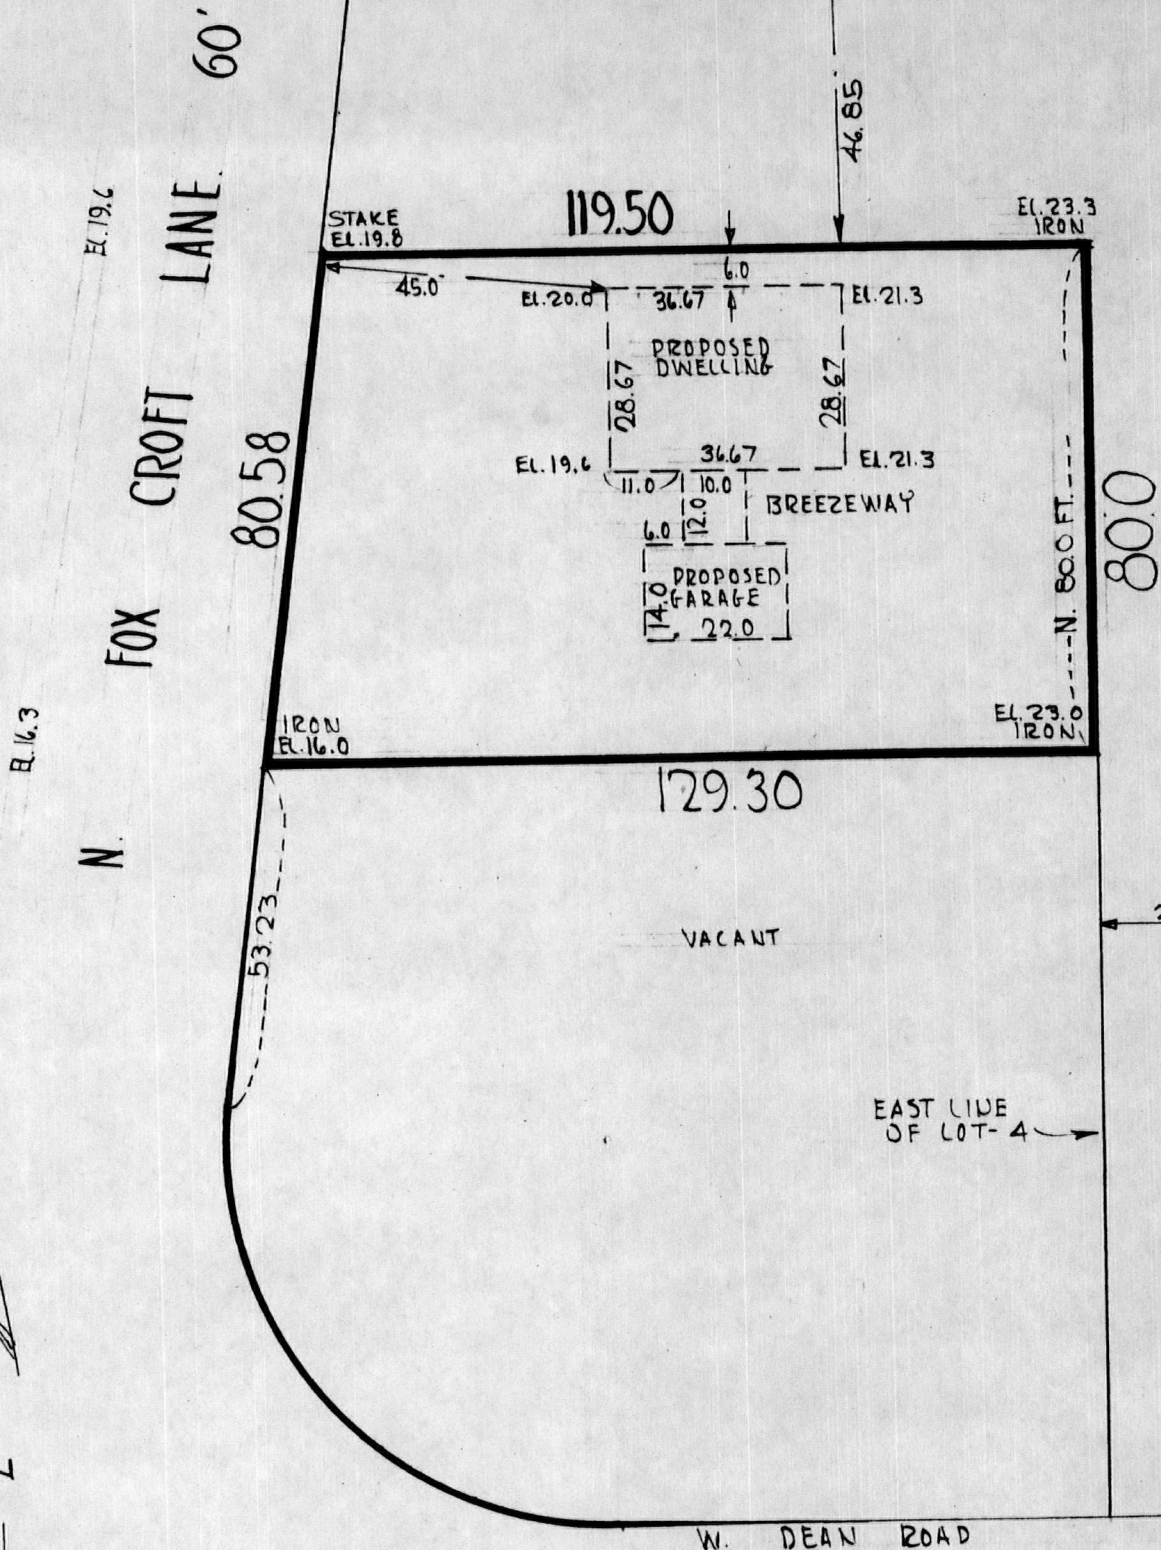 60'
N. FOX CROFT LANE.
El.19.6
El.16.3
46.85
STAKE
EL.19.8
119.50
El.23.3
IRON
6.0
45.0
El.20.0
36.67
El.21.3
PROPOSED
DWELLING
28.67
28.67
80.58
36.67
El.19.6
El.21.3
11.0
10.0
BREEZEWAY
12.0
6.0
PROPOSED
GARAGE
14.0
22.0
N. 80.0 FT.
80.0
IRON
EL.16.0
El.23.0
IRON
129.30
53.23
VACANT
EAST LINE
OF LOT-4
W. DEAN ROAD